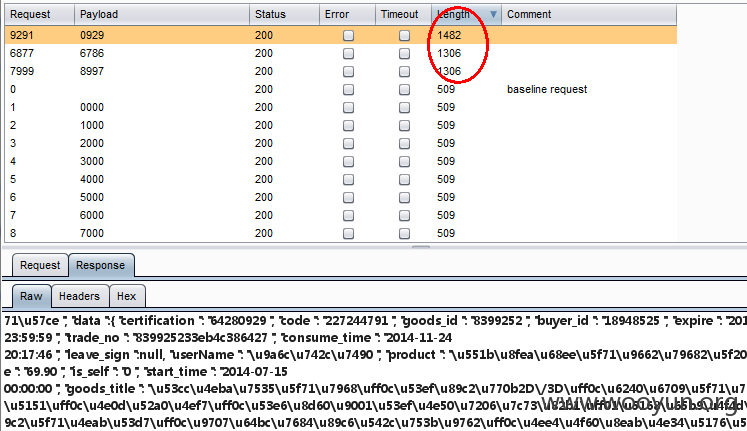 Request Payload Status Error Timeout Length Comment
9291 0929 200 1482
6877 6786 200 1306
7999 8997 200 1306
0 200 509 baseline request
1 0000 200 509
2 1000 200 509
3 2000 200 509
4 3000 200 509
5 4000 200 509
6 5000 200 509
7 6000 200 509
8 7000 200 509
Request Response
Raw Headers Hex
71\u57ce ", "data ":{ "certification ": "64280929 ", "code ": "227244791 ", "goods_id ": "8399252 ", "buyer_id ": "18948525 ", "expire ": "201
23:59:59 ", "trade_no ": "839925233eb4c386427 ", "consume_time ": "2014-11-24
20:17:46 ", "leave_sign ":null, "userName ": "\u9a6c\u742c\u7490 ", "product ": "\u551b\u8fea\u68ee\u5f71\u9662\u79682\u5f20
e ": "69.90 ", "is_self ": "0 ", "start_time ": "2014-07-15
00:00:00 ", "goods_title ": "\u53cc\u4eba\u7535\u5f71\u7968\uff0c\u53ef\u89c2\u770b2D\/3D\uff0c\u6240\u6709\u5f71\u7
\u5151\uff0c\u4e0d\u52a0\u4ef7\uff0c\u53e6\u8d60\u9001\u53ef\u4e50\u7206\u7c73\u82b1\uff01
9c2\u5f71\u4eab\u53d7\uff0c\u9707\u64bc\u7684\u89c6\u542c\u753b\u9762\uff0c\u4ee4\u4f60\u8eab\u4e34\u5176\u5
www.wooyun.org